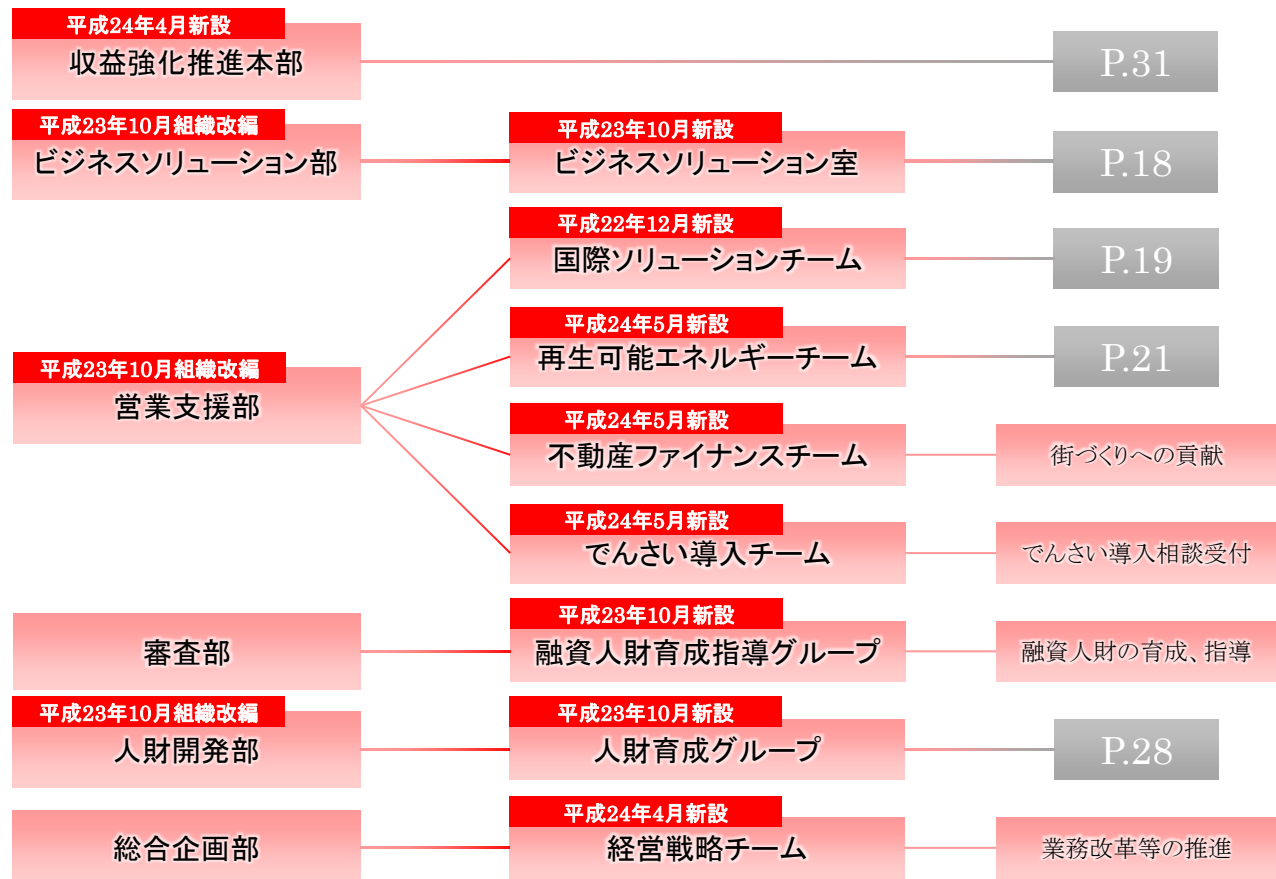 平成24年4月新設
収益強化推進本部
P.31
平成23年10月組織改編
ビジネスソリューション部
平成23年10月新設
ビジネスソリューション室
P.18
平成22年12月新設
国際ソリューションチーム
P.19
平成24年5月新設
再生可能エネルギーチーム
P.21
平成23年10月組織改編
営業支援部
平成24年5月新設
不動産ファイナンスチーム
街づくりへの貢献
平成24年5月新設
でんさい導入チーム
でんさい導入相談受付
審査部
平成23年10月新設
融資人財育成指導グループ
融資人財の育成、指導
平成23年10月組織改編
人財開発部
平成23年10月新設
人財育成グループ
P.28
総合企画部
平成24年4月新設
経営戦略チーム
業務改革等の推進